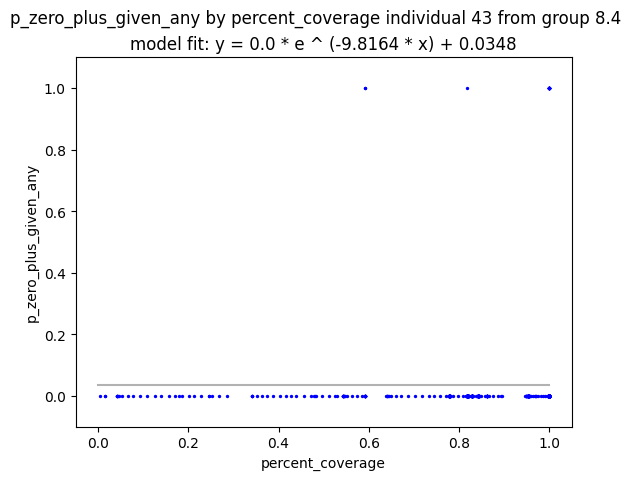 p_zero_plus_given_any by percent_coverage individual 43 from group 8.4
model fit: y = 0.0 * e ^ (-9.8164 * x) + 0.0348
1.0
0.8
0.6
0.4
0.2
0.0
p_zero_plus_given_any
0.0 0.2 0.4 0.6 0.8 1.0
percent_coverage